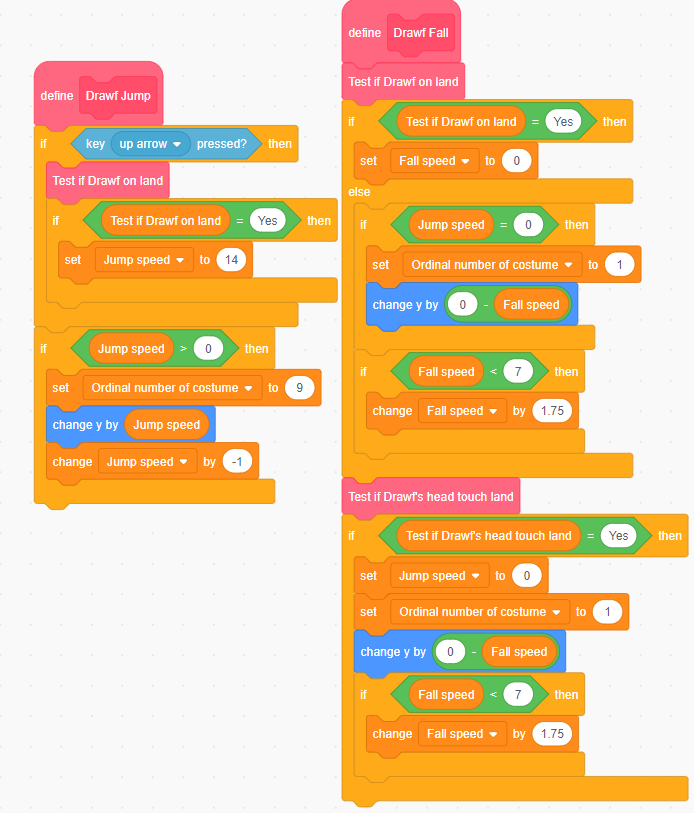 define Drawf Jump
if key up arrow pressed? then
Test if Drawf on land
if Test if Drawf on land = Yes then
set Jump speed to 14
if Jump speed > 0 then
set Ordinal number of costume to 9
change y by Jump speed
change Jump speed by -1
define Drawf Fall
Test if Drawf on land
if Test if Drawf on land = Yes then
set Fall speed to 0
else
if Jump speed = 0 then
set Ordinal number of costume to 1
change y by 0 - Fall speed
if Fall speed < 7 then
change Fall speed by 1.75
Test if Drawf's head touch land
if Test if Drawf's head touch land = Yes then
set Jump speed to 0
set Ordinal number of costume to 1
change y by 0 - Fall speed
if Fall speed < 7 then
change Fall speed by 1.75